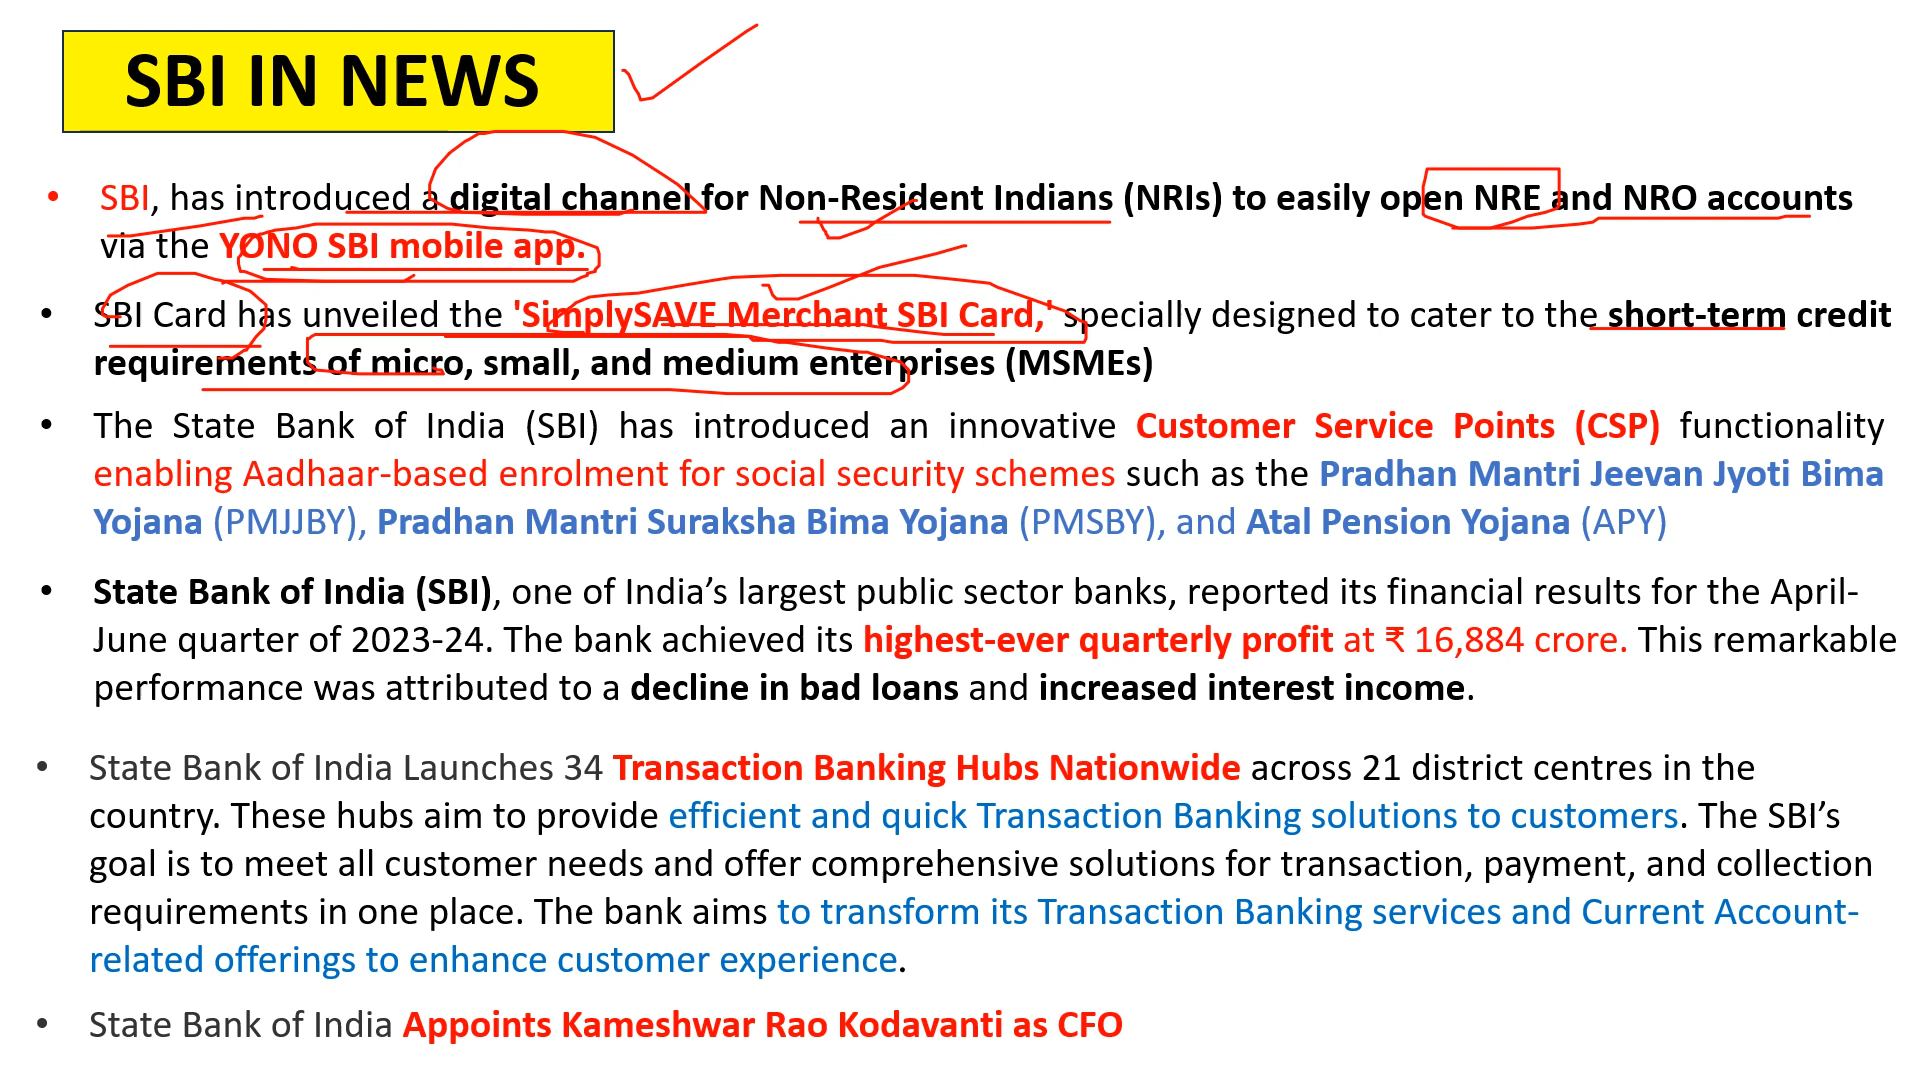 SBI IN NEWS
• SBI, has introduced a digital channel for Non-Resident Indians (NRIs) to easily open NRE and NRO accounts
via the YONO SBI mobile app.
• SBI Card has unveiled the 'SimplySAVE Merchant SBI Card,' specially designed to cater to the short-term credit
requirements of micro, small, and medium enterprises (MSMEs)
• The State Bank of India (SBI) has introduced an innovative Customer Service Points (CSP) functionality
enabling Aadhaar-based enrolment for social security schemes such as the Pradhan Mantri Jeevan Jyoti Bima
Yojana (PMJJBY), Pradhan Mantri Suraksha Bima Yojana (PMSBY), and Atal Pension Yojana (APY)
• State Bank of India (SBI), one of India’s largest public sector banks, reported its financial results for the April-
June quarter of 2023-24. The bank achieved its highest-ever quarterly profit at ₹ 16,884 crore. This remarkable
performance was attributed to a decline in bad loans and increased interest income.
• State Bank of India Launches 34 Transaction Banking Hubs Nationwide across 21 district centres in the
country. These hubs aim to provide efficient and quick Transaction Banking solutions to customers. The SBI’s
goal is to meet all customer needs and offer comprehensive solutions for transaction, payment, and collection
requirements in one place. The bank aims to transform its Transaction Banking services and Current Account-
related offerings to enhance customer experience.
• State Bank of India Appoints Kameshwar Rao Kodavanti as CFO